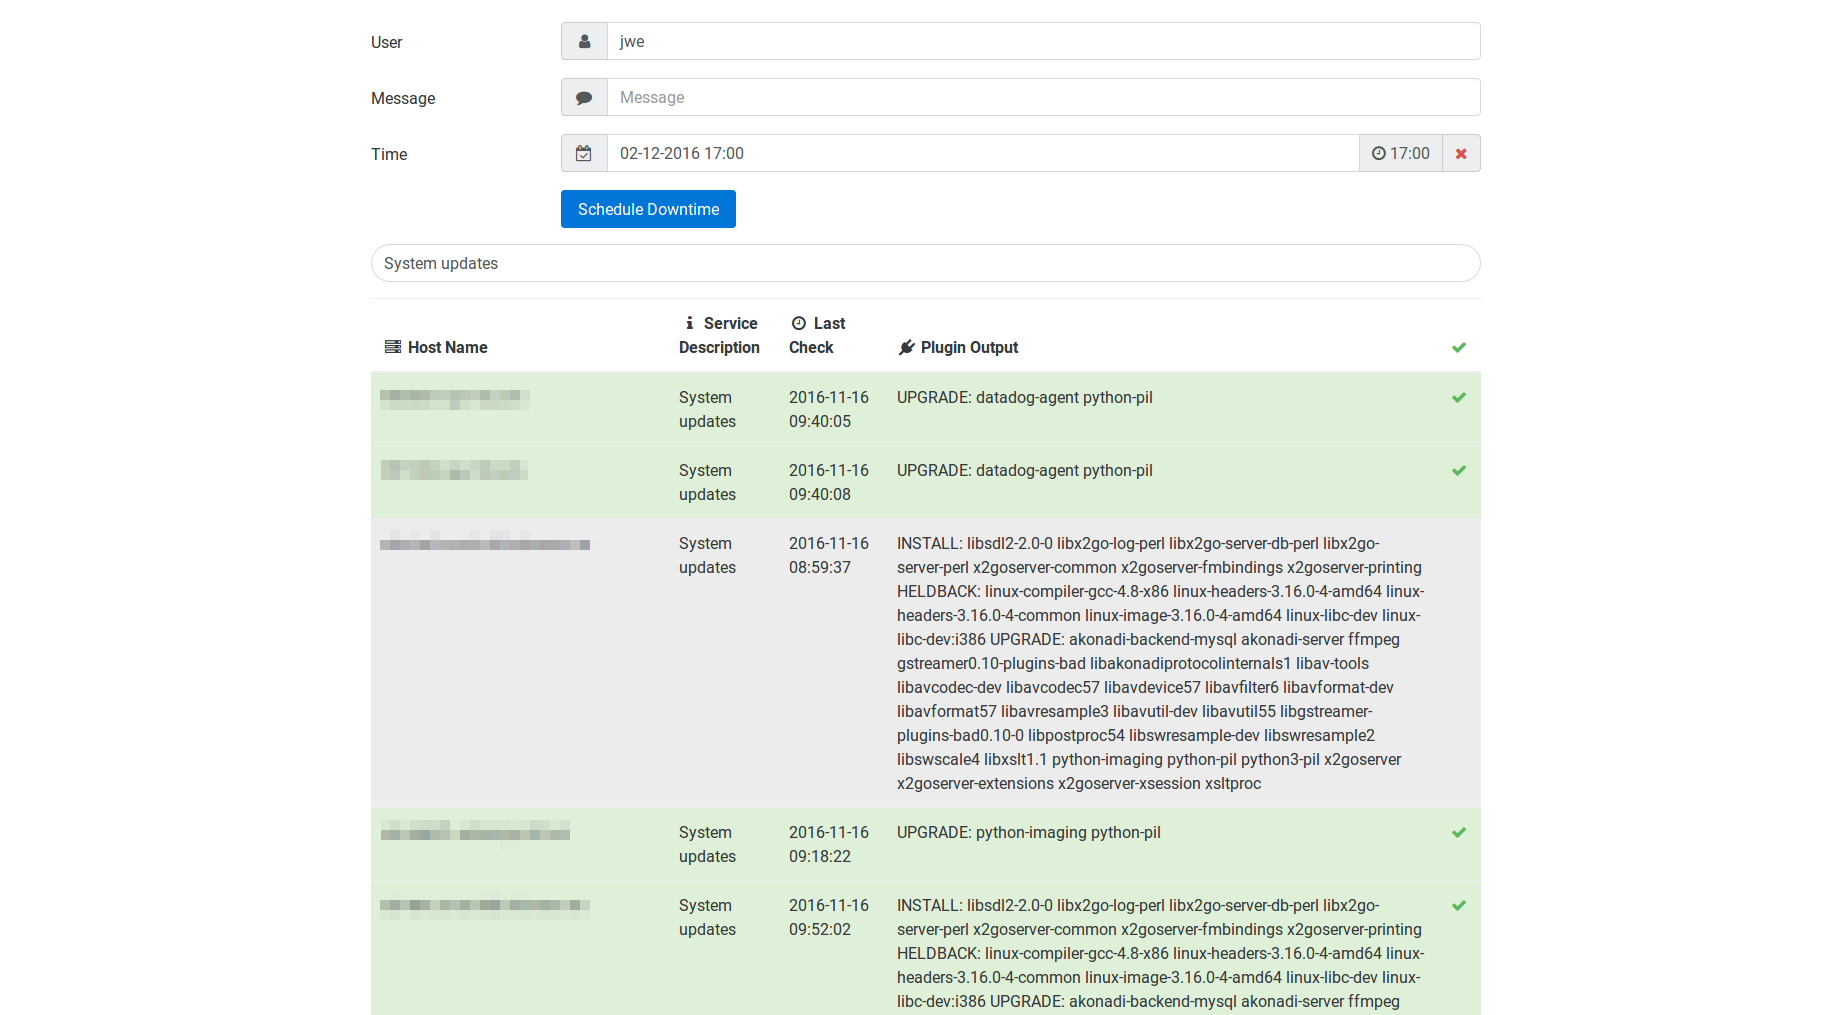 User
jwe
Message
Message
Time
02-12-2016 17:00
17:00
Schedule Downtime
System updates
Host Name
Service
Description
Last
Check
Plugin Output
System
updates
2016-11-16
09:40:05
UPGRADE: datadog-agent python-pil
System
updates
2016-11-16
09:40:08
UPGRADE: datadog-agent python-pil
System
updates
2016-11-16
08:59:37
INSTALL: libsdl2-2.0-0 libx2go-log-perl libx2go-server-db-perl libx2go-
server-perl x2goserver-common x2goserver-fmbindings x2goserver-printing
HELDBACK: linux-compiler-gcc-4.8-x86 linux-headers-3.16.0-4-amd64 linux-
headers-3.16.0-4-common linux-image-3.16.0-4-amd64 linux-libc-dev linux-
libc-dev:i386 UPGRADE: akonadi-backend-mysql akonadi-server ffmpeg
gstreamer0.10-plugins-bad libakonadiprotocolinternals1 libav-tools
libavcodec-dev libavcodec57 libavdevice57 libavfilter6 libavformat-dev
libavformat57 libavresample3 libavutil-dev libavutil55 libgstreamer-
plugins-bad0.10-0 libpostproc54 libswresample-dev libswresample2
libswscale4 libxslt1.1 python-imaging python-pil python3-pil x2goserver
x2goserver-extensions x2goserver-xsession xsltproc
System
updates
2016-11-16
09:18:22
UPGRADE: python-imaging python-pil
System
updates
2016-11-16
09:52:02
INSTALL: libsdl2-2.0-0 libx2go-log-perl libx2go-server-db-perl libx2go-
server-perl x2goserver-common x2goserver-fmbindings x2goserver-printing
HELDBACK: linux-compiler-gcc-4.8-x86 linux-headers-3.16.0-4-amd64 linux-
headers-3.16.0-4-common linux-image-3.16.0-4-amd64 linux-libc-dev linux-
libc-dev:i386 UPGRADE: akonadi-backend-mysql akonadi-server ffmpeg